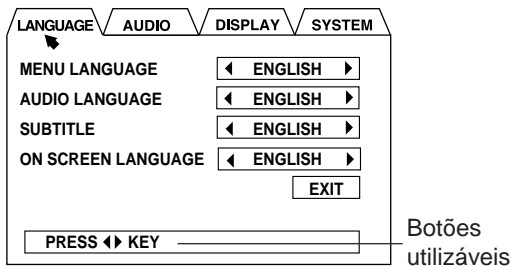 LANGUAGE AUDIO DISPLAY SYSTEM
MENU LANGUAGE ◀ ENGLISH ▶
AUDIO LANGUAGE ◀ ENGLISH ▶
SUBTITLE ◀ ENGLISH ▶
ON SCREEN LANGUAGE ◀ ENGLISH ▶
EXIT
PRESS ◀▶ KEY
Botões
utilizáveis